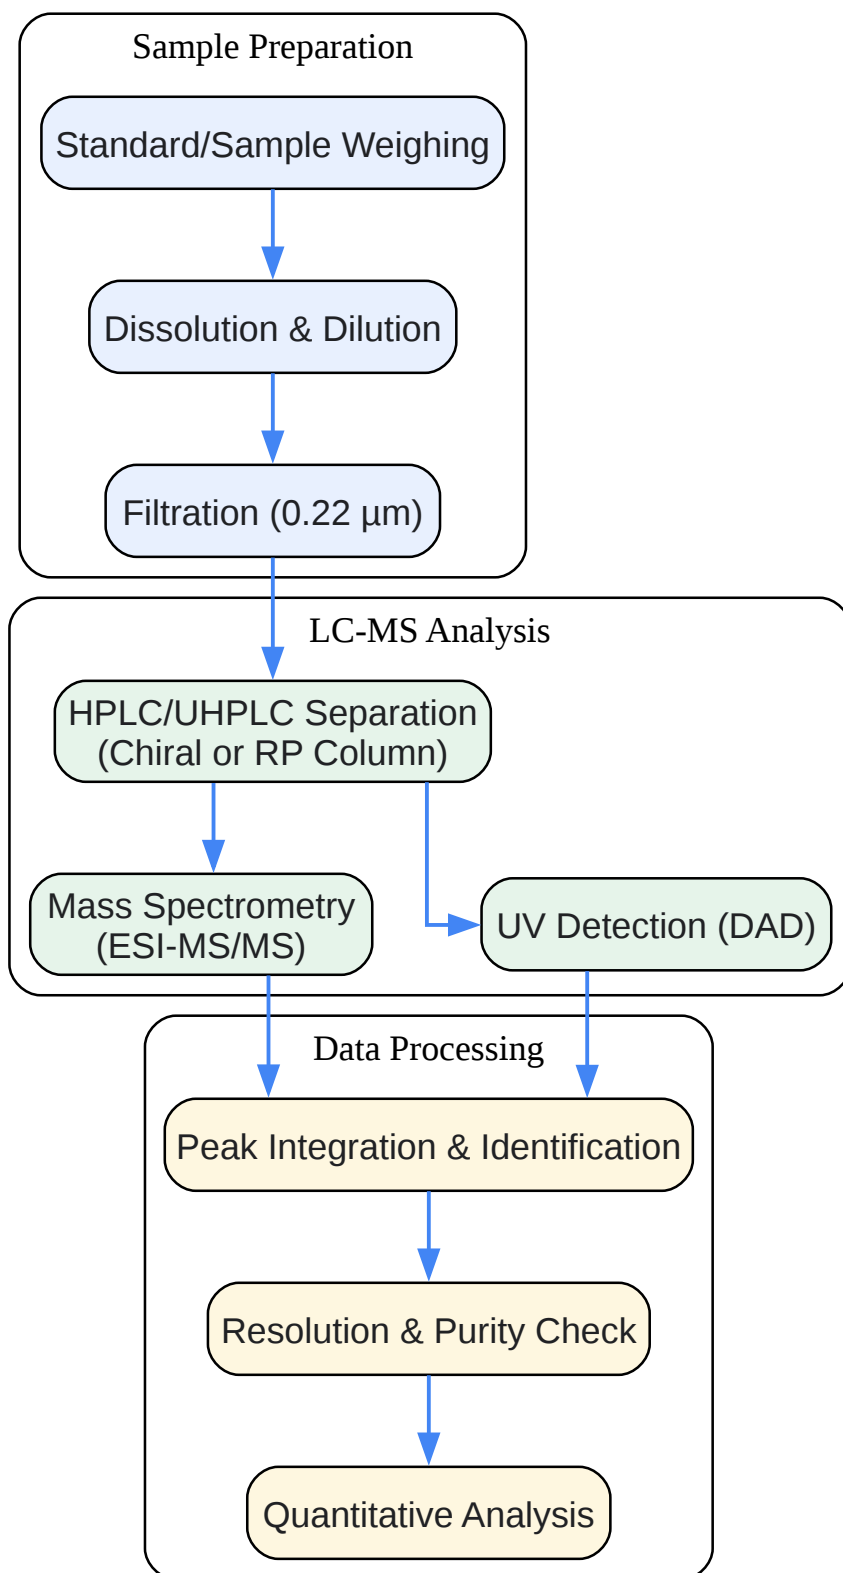 Sample Preparation
Standard/Sample Weighing
Dissolution & Dilution
Filtration (0.22 µm)
LC-MS Analysis
HPLC/UHPLC Separation
(Chiral or RP Column)
Mass Spectrometry
(ESI-MS/MS)
UV Detection (DAD)
Data Processing
Peak Integration & Identification
Resolution & Purity Check
Quantitative Analysis